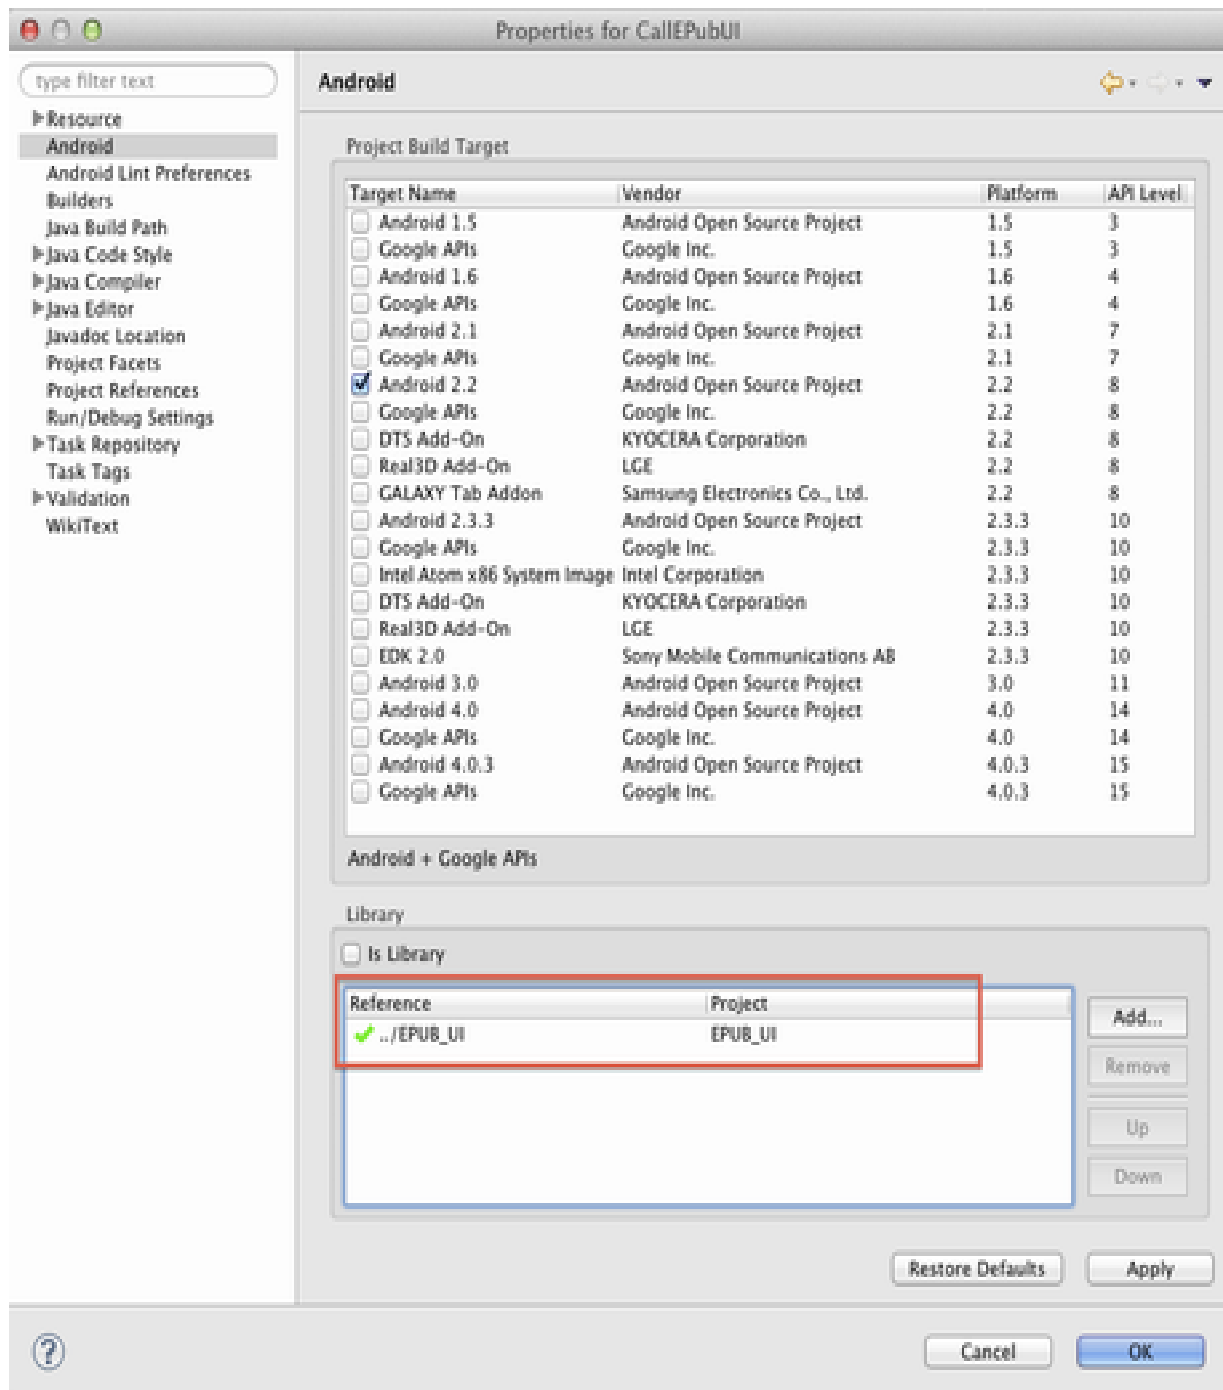 Properties for CallEPubUI
type filter text
Resource
Android
Android Lint Preferences
Builders
Java Build Path
Java Code Style
Java Compiler
Java Editor
Javadoc Location
Project Facets
Project References
Run/Debug Settings
Task Repository
Task Tags
Validation
WikiText
Android
Project Build Target
Target Name Vendor Platform API Level
Android 1.5 Android Open Source Project 1.5 3
Google APIs Google Inc. 1.5 3
Android 1.6 Android Open Source Project 1.6 4
Google APIs Google Inc. 1.6 4
Android 2.1 Android Open Source Project 2.1 7
Google APIs Google Inc. 2.1 7
Android 2.2 Android Open Source Project 2.2 8
Google APIs Google Inc. 2.2 8
DTS Add-On KYOCERA Corporation 2.2 8
Real3D Add-On LGE 2.2 8
GALAXY Tab Addon Samsung Electronics Co., Ltd. 2.2 8
Android 2.3.3 Android Open Source Project 2.3.3 10
Google APIs Google Inc. 2.3.3 10
Intel Atom x86 System Image Intel Corporation 2.3.3 10
DTS Add-On KYOCERA Corporation 2.3.3 10
Real3D Add-On LGE 2.3.3 10
EDK 2.0 Sony Mobile Communications AB 2.3.3 10
Android 3.0 Android Open Source Project 3.0 11
Android 4.0 Android Open Source Project 4.0 14
Google APIs Google Inc. 4.0 14
Android 4.0.3 Android Open Source Project 4.0.3 15
Google APIs Google Inc. 4.0.3 15
Android + Google APIs
Library
Is Library
Reference Project
../EPUB_UI EPUB_UI
Add...
Remove
Up
Down
Restore Defaults Apply
? Cancel OK